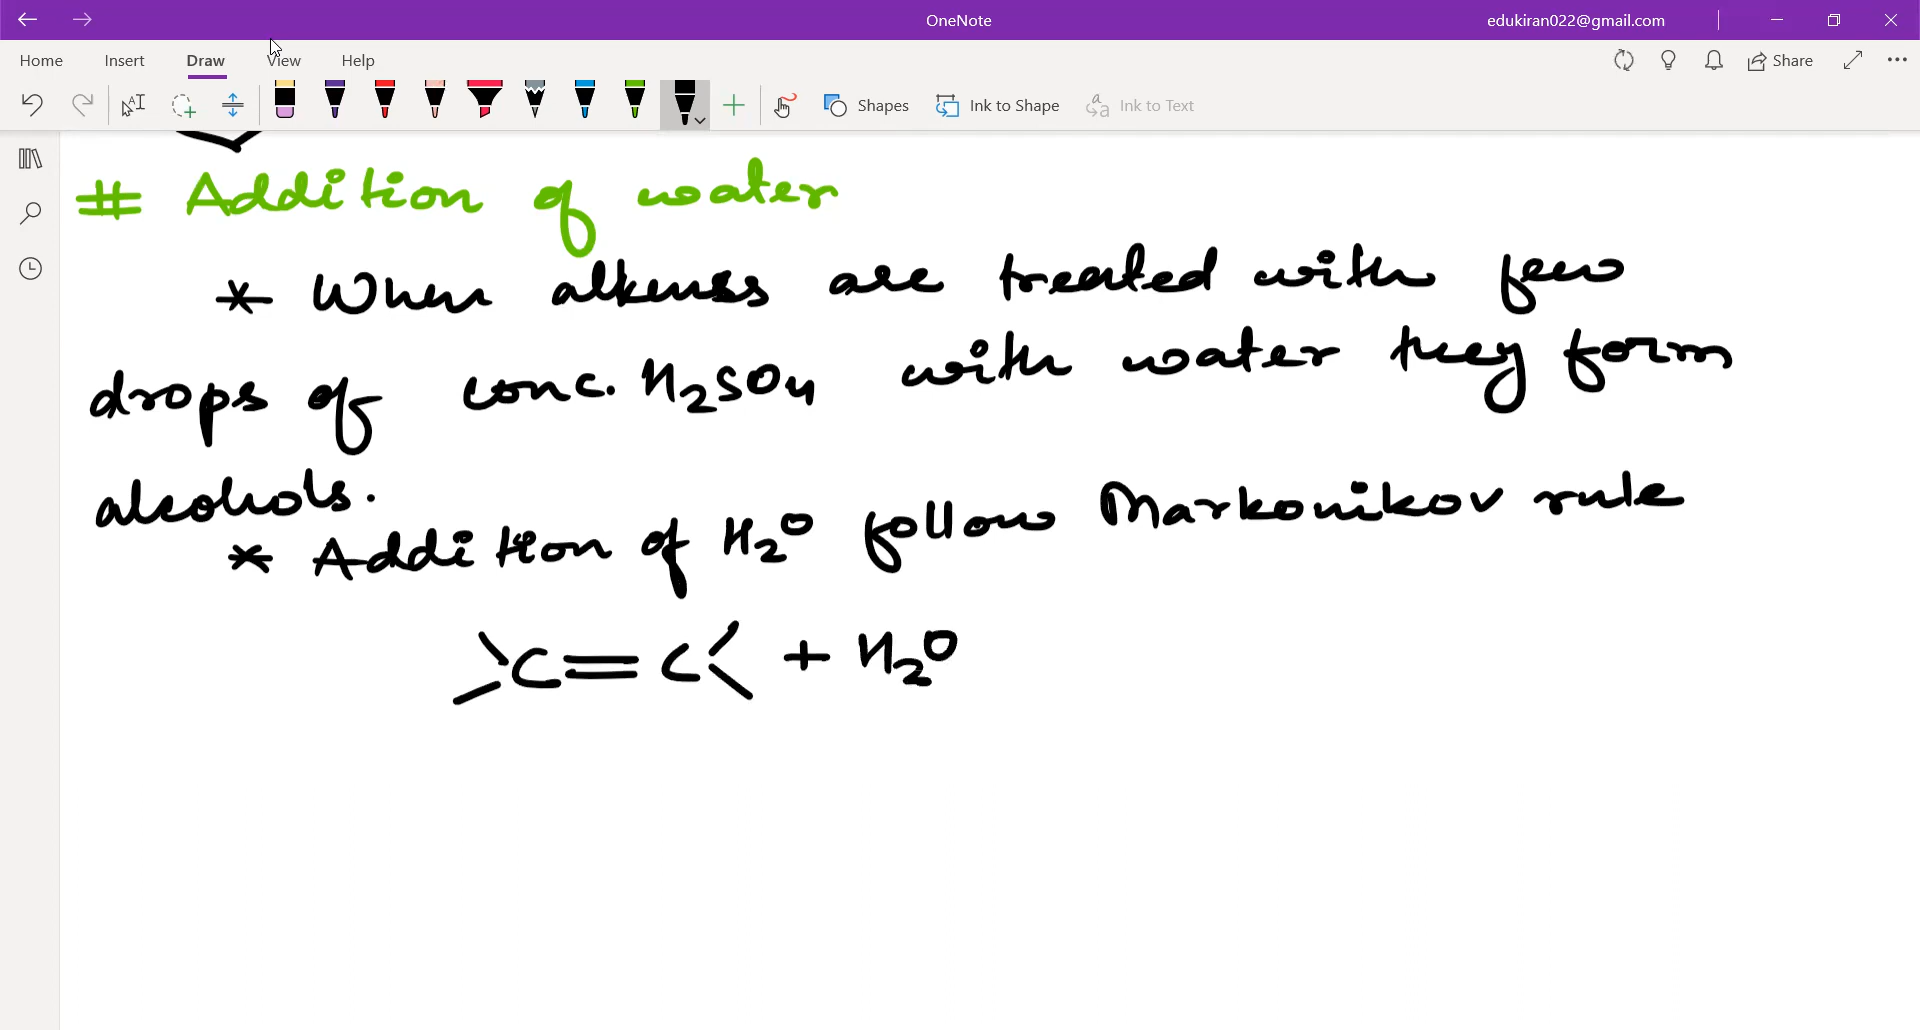 OneNote
edukiran022@gmail.com
Home Insert Draw View Help Share
Shapes Ink to Shape Ink to Text
# Addition of water
* When alkenes are treated with few
drops of conc. H₂SO₄ with water they form
alcohols.
* Addition of H₂O follow Markonikov rule
>C=C< + H₂O